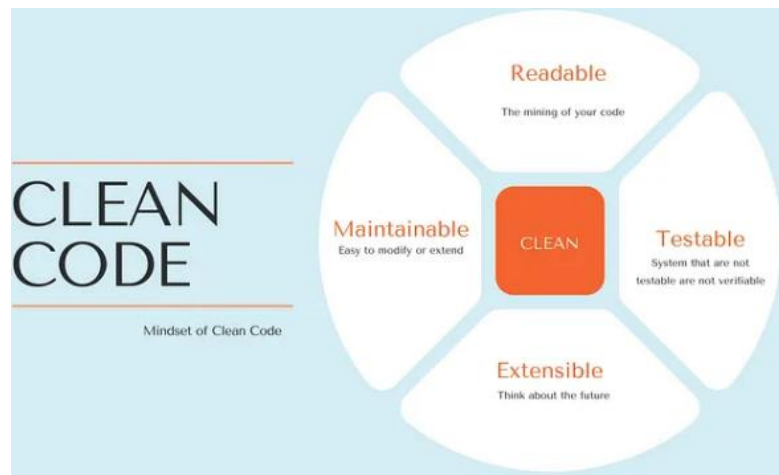 CLEAN
CODE
Mindset of Clean Code
Readable
The mining of your code
Maintainable
Easy to modify or extend
CLEAN
Testable
System that are not
testable are not verifiable
Extensible
Think about the future